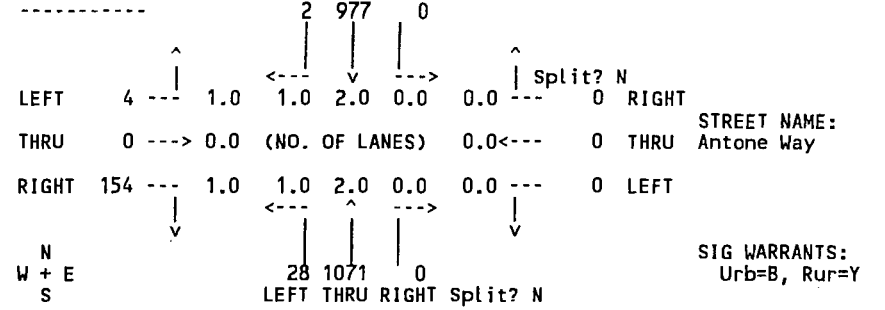 -----------
2 977 0
^ ^
<--- v ---> | Split? N
LEFT 4 --- 1.0 1.0 2.0 0.0 0.0 --- 0 RIGHT
STREET NAME:
THRU 0 ---> 0.0 (NO. OF LANES) 0.0<--- 0 THRU Antone Way
RIGHT 154 --- 1.0 1.0 2.0 0.0 0.0 --- 0 LEFT
<--- ^ --->
v v
N SIG WARRANTS:
W + E 28 1071 0 Urb=B, Rur=Y
S LEFT THRU RIGHT Split? N